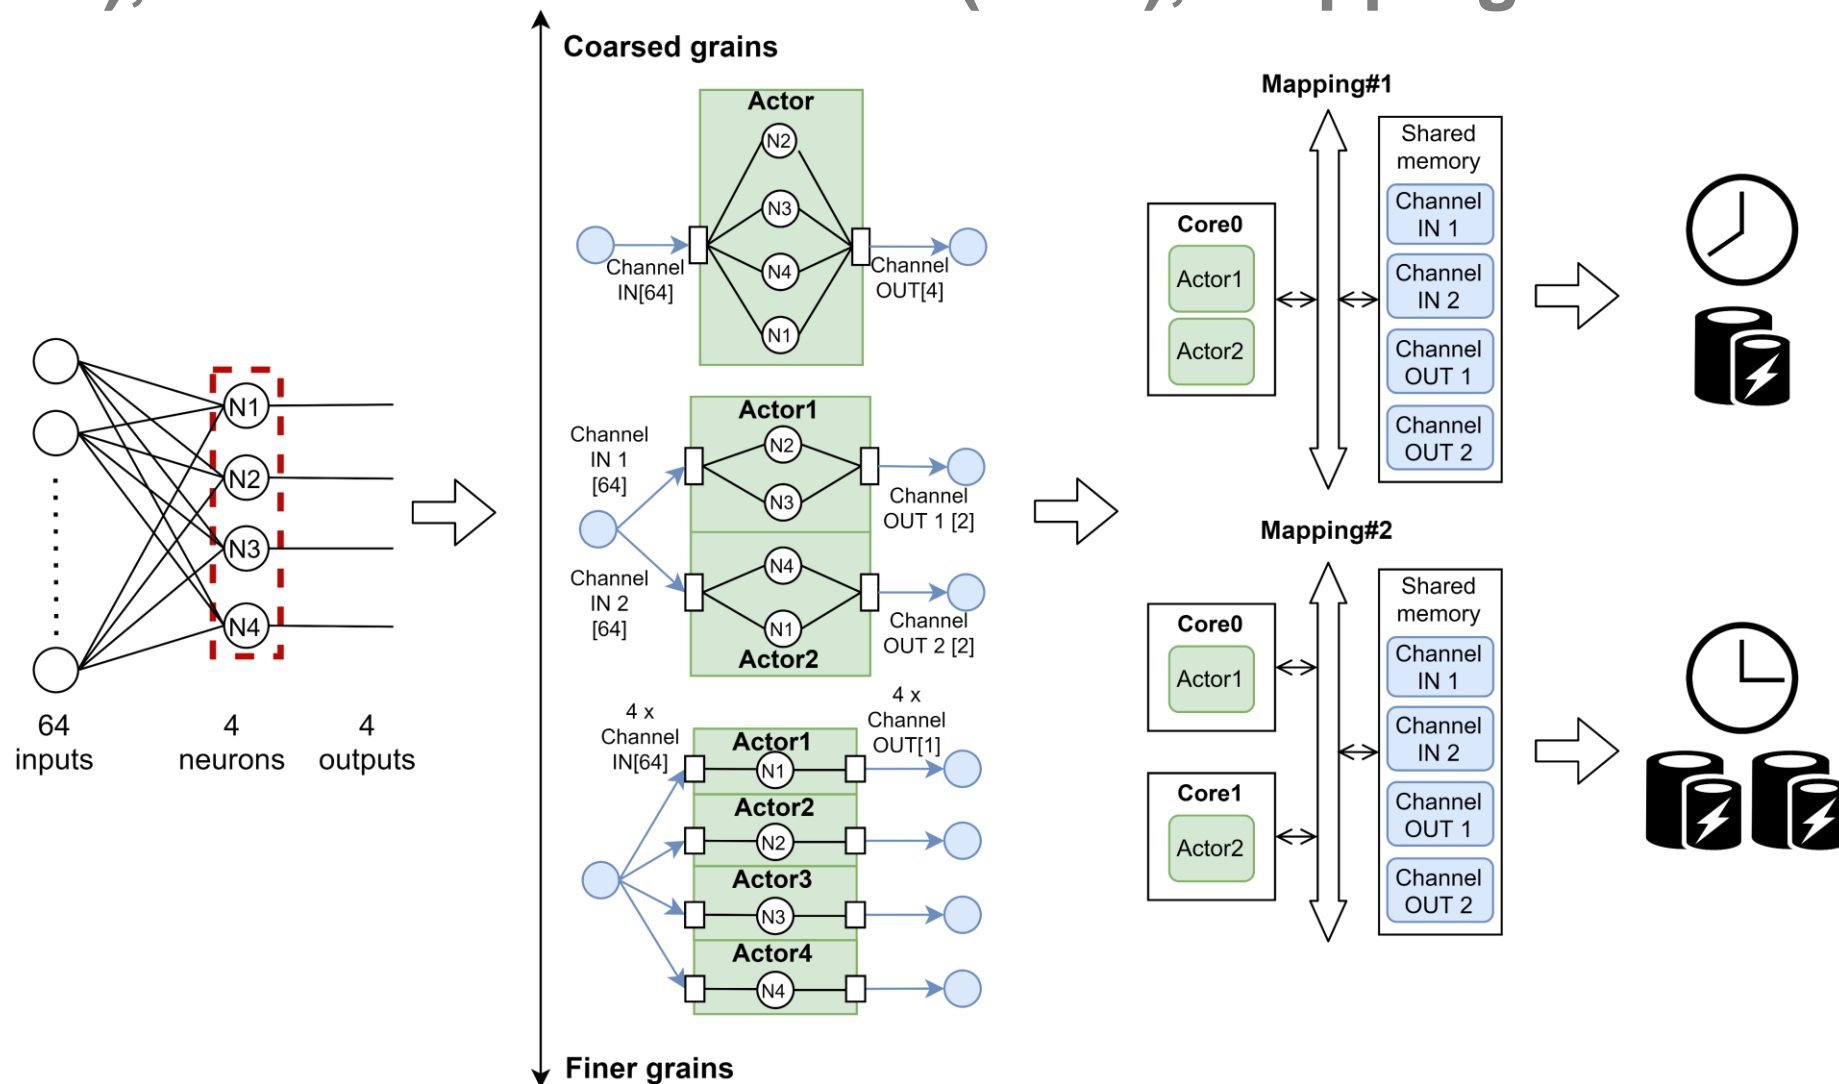 Coarsed grains
Actor
N2
N3
N4
N1
Channel
IN[64]
Channel
OUT[4]
N1
N2
N3
N4
64
inputs
4
neurons
4
outputs
Actor1
N2
N3
N4
N1
Actor2
Channel
IN 1
[64]
Channel
IN 2
[64]
Channel
OUT 1 [2]
Channel
OUT 2 [2]
4 x
Channel
IN[64]
4 x
Channel
OUT[1]
Actor1
N1
Actor2
N2
Actor3
N3
Actor4
N4
Finer grains
Mapping#1
Core0
Actor1
Actor2
Shared
memory
Channel
IN 1
Channel
IN 2
Channel
OUT 1
Channel
OUT 2
Mapping#2
Core0
Actor1
Core1
Actor2
Shared
memory
Channel
IN 1
Channel
IN 2
Channel
OUT 1
Channel
OUT 2